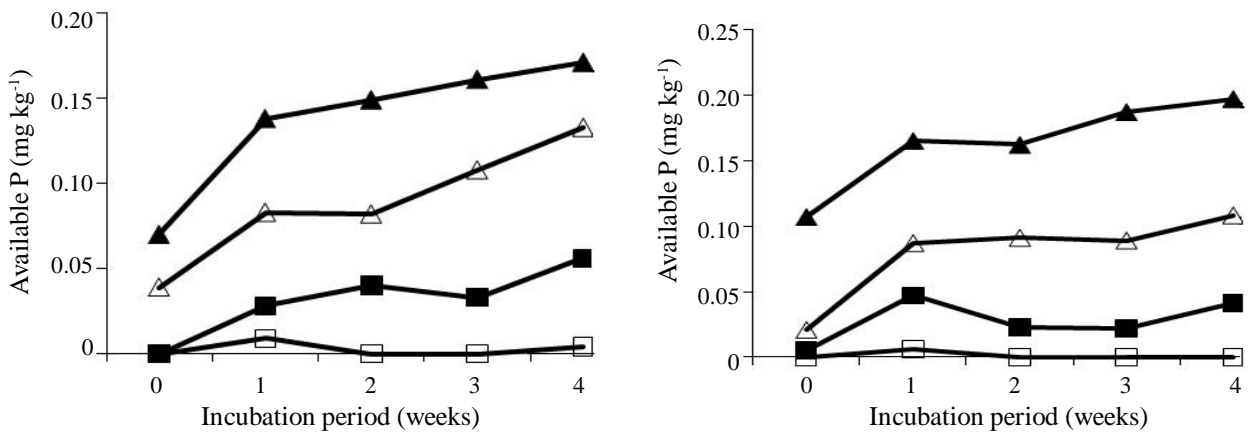 0.20
0.15
0.10
0.05
0
Available P (mg kg⁻¹)
0 1 2 3 4
Incubation period (weeks)
0.25
0.20
0.15
0.10
0.05
0
Available P (mg kg⁻¹)
0 1 2 3 4
Incubation period (weeks)